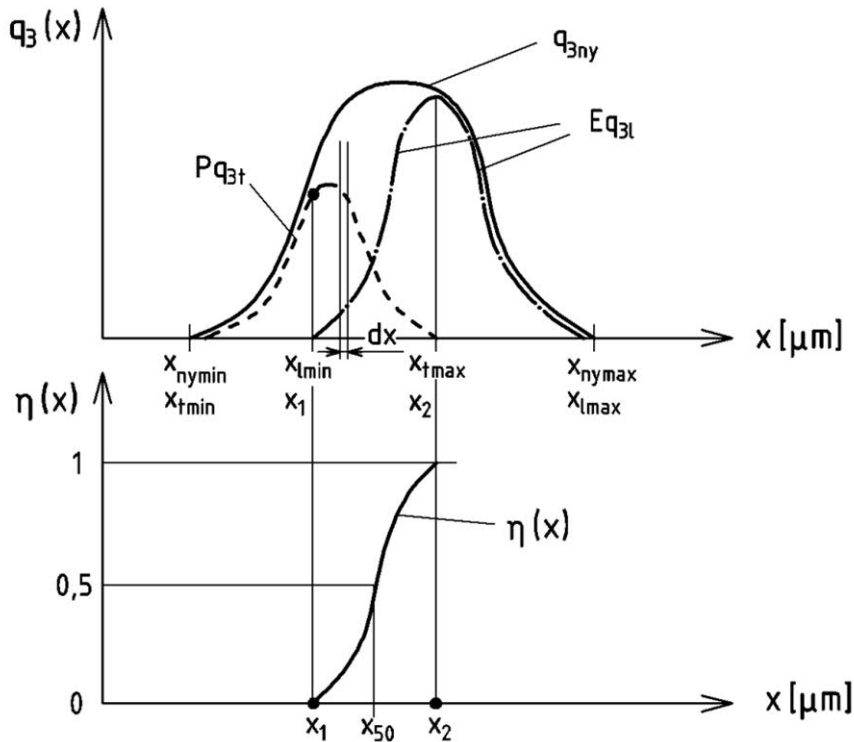 q₃(x)
q₃ny
Eq₃l
Pq₃t
dx
x [μm]
xnymin xlmin xtmax xnymax
xtmin x₁ x₂ xlmax
η(x)
1
η(x)
0,5
0
x [μm]
x₁ x₅₀ x₂